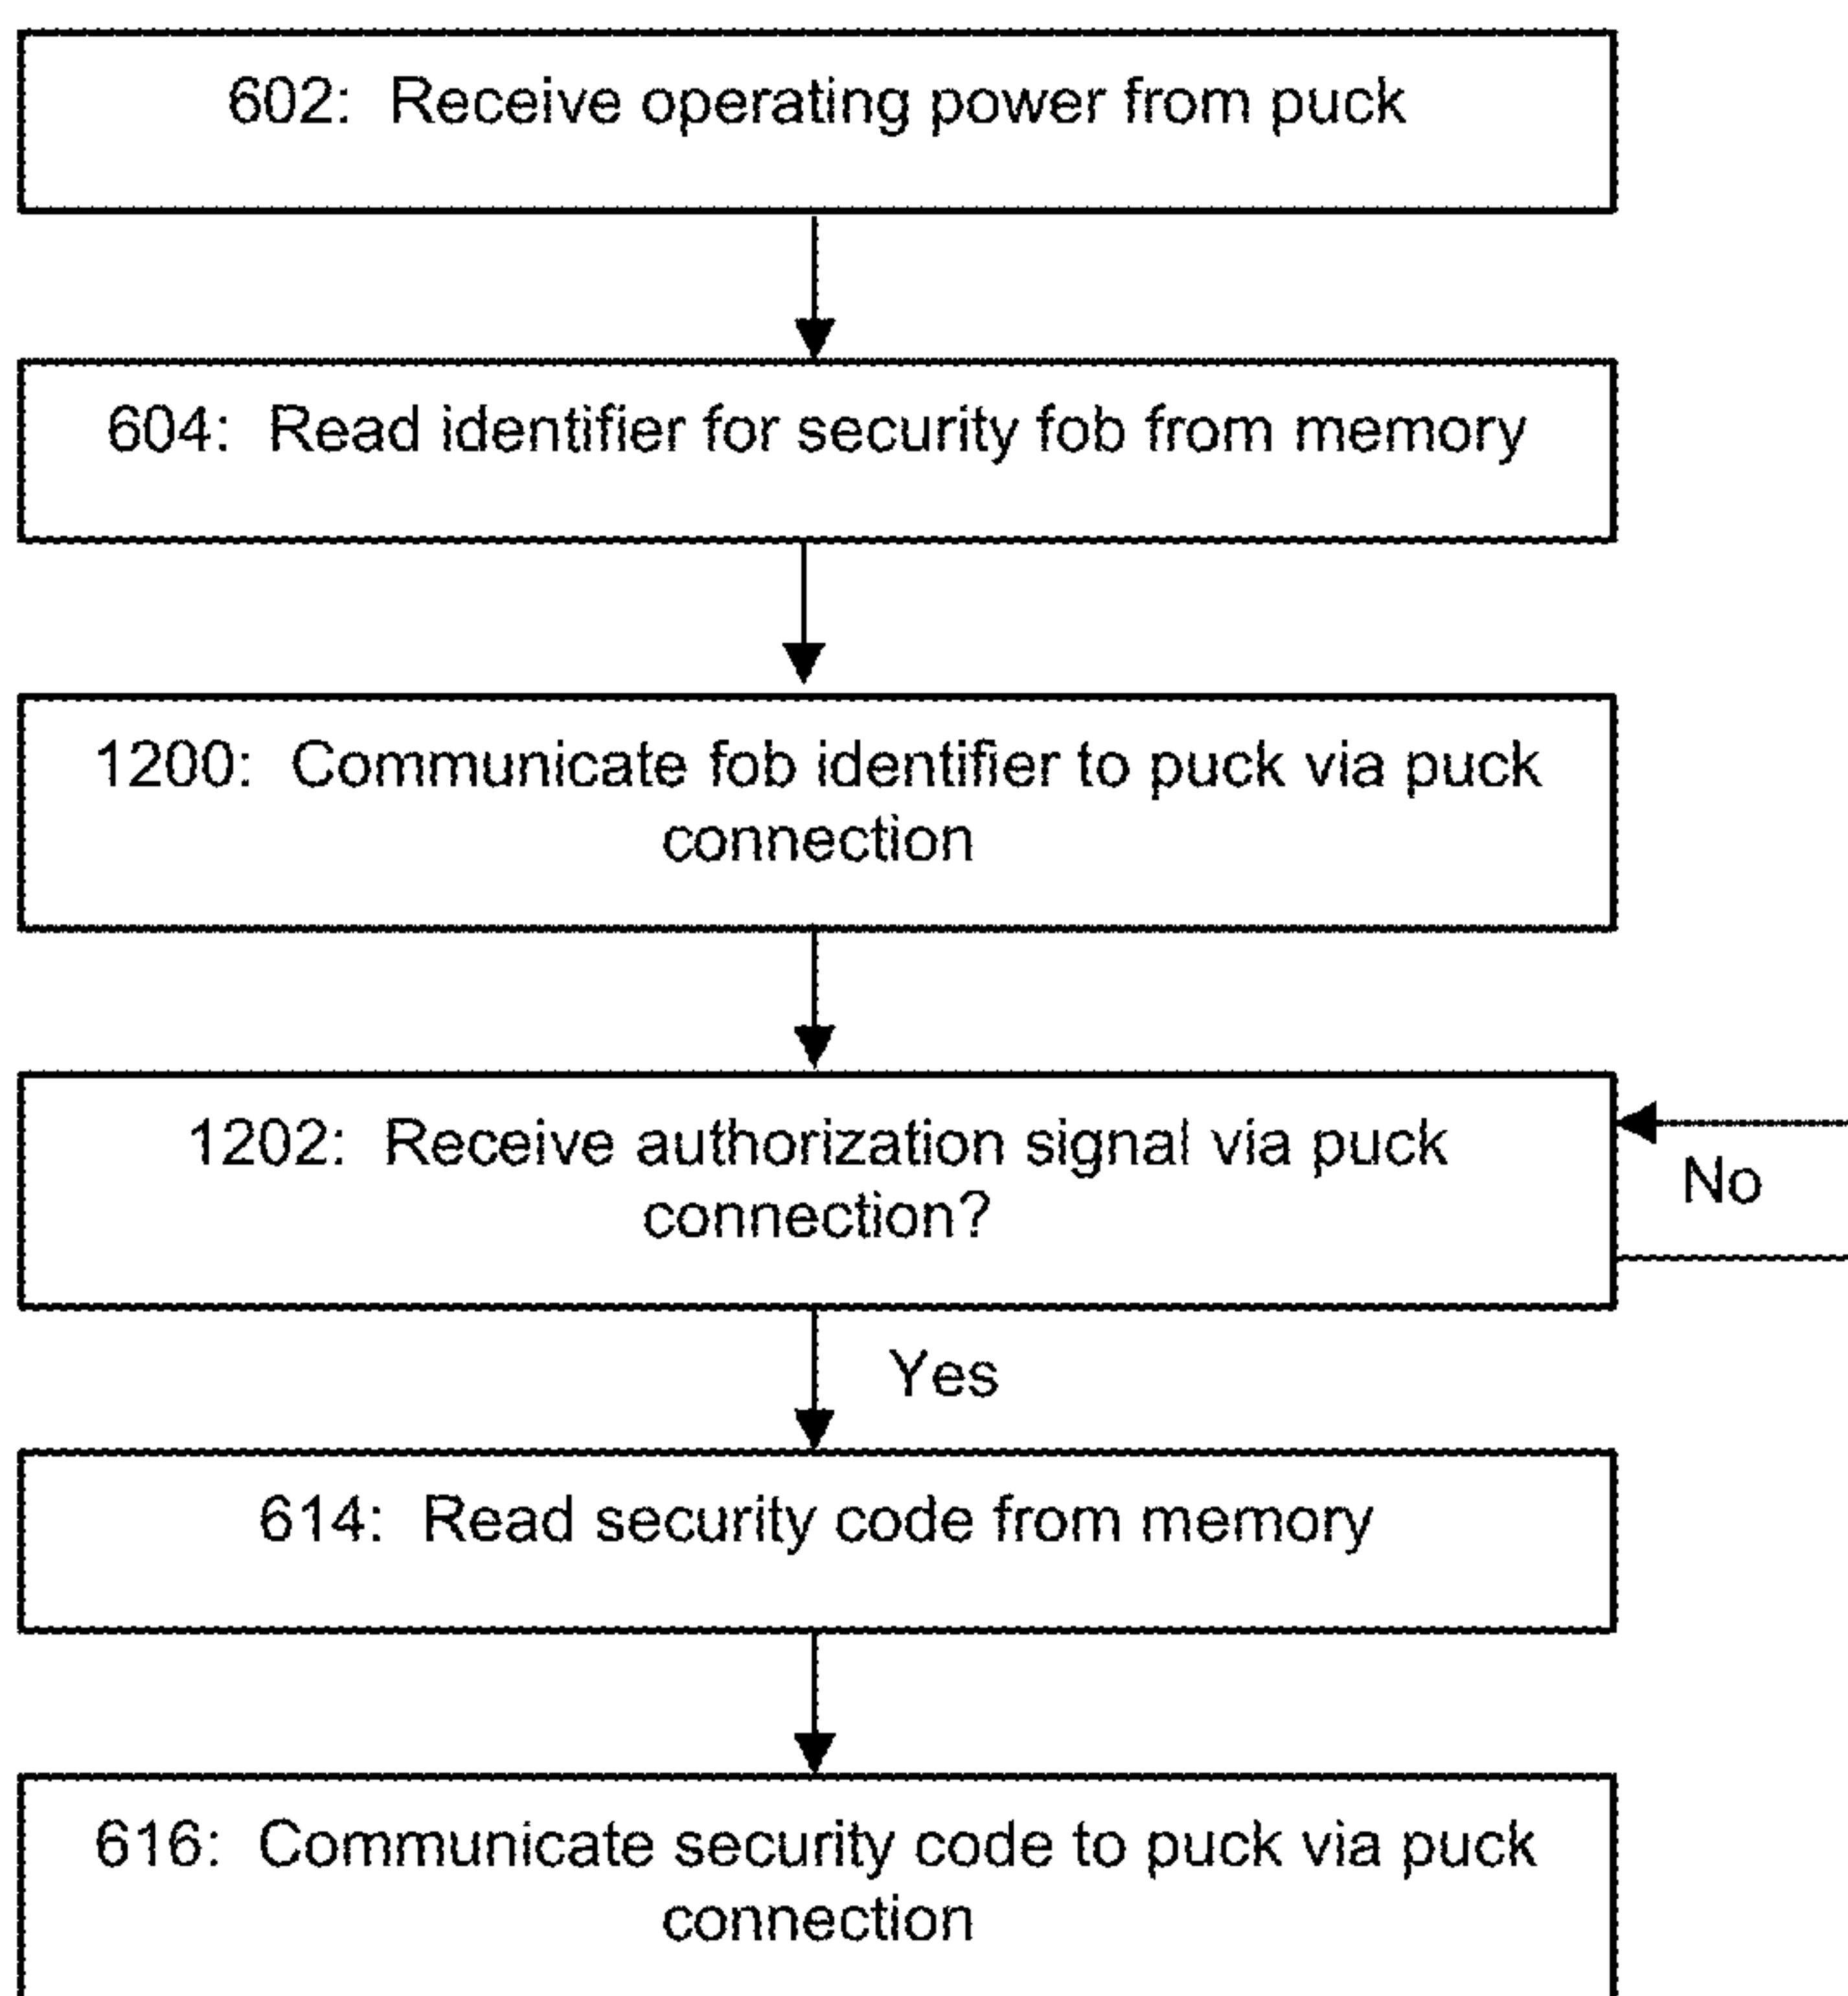 602: Receive operating power from puck
604: Read identifier for security fob from memory
1200: Communicate fob identifier to puck via puck
connection
1202: Receive authorization signal via puck
connection?
No
Yes
614: Read security code from memory
616: Communicate security code to puck via puck
connection